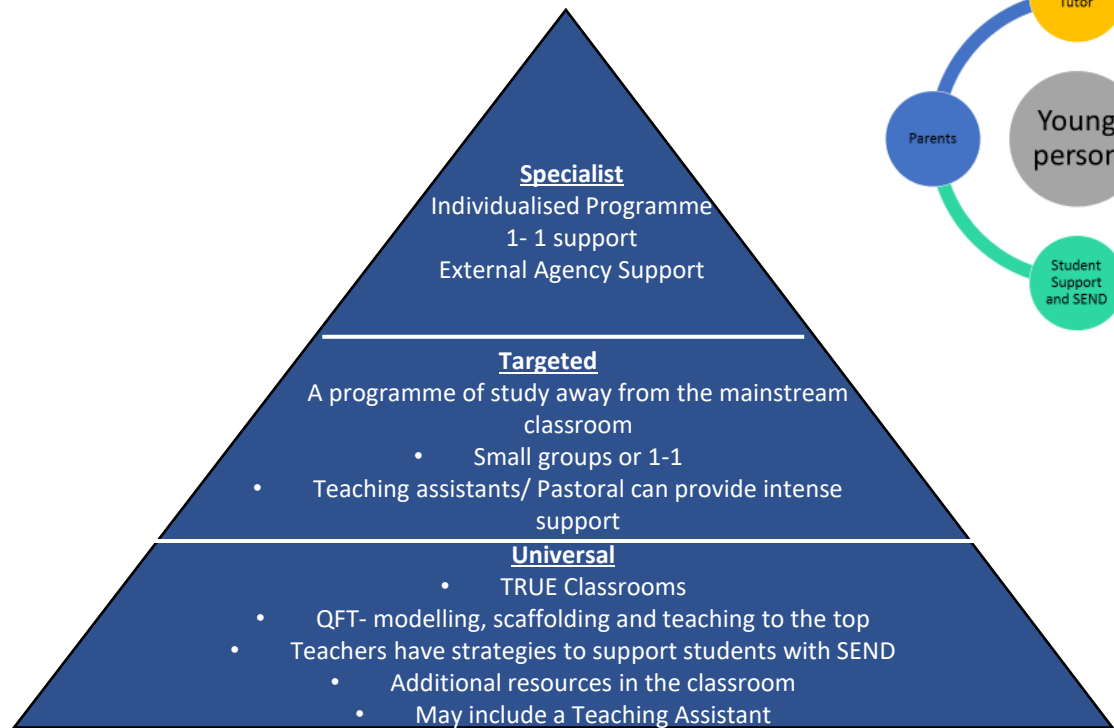 Specialist
Individualised Programme
1- 1 support
External Agency Support
Targeted
A programme of study away from the mainstream
classroom
• Small groups or 1-1
• Teaching assistants/ Pastoral can provide intense
support
Universal
• TRUE Classrooms
• QFT- modelling, scaffolding and teaching to the top
• Teachers have strategies to support students with SEND
• Additional resources in the classroom
• May include a Teaching Assistant
Tutor
Parents
Young
person
Student
Support
and SEND